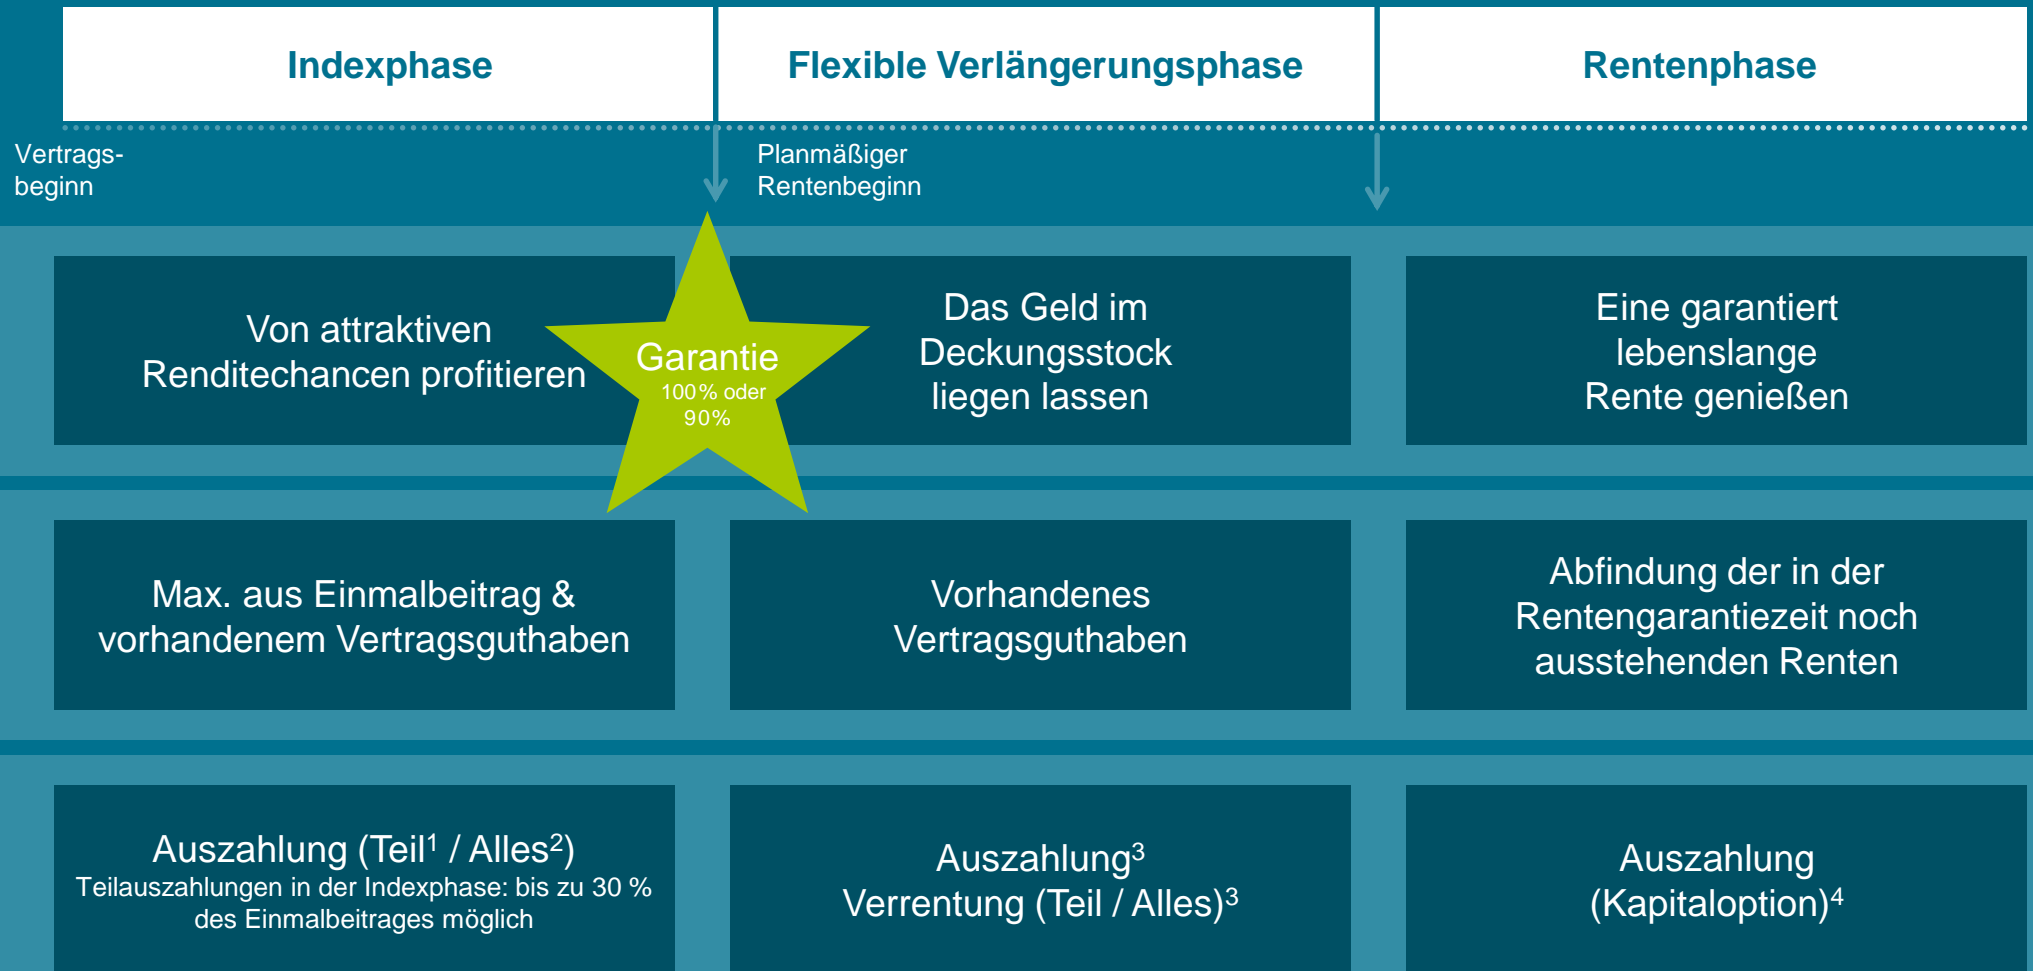 Indexphase
Flexible Verlängerungsphase
Rentenphase
Vertrags-
beginn
Planmäßiger
Rentenbeginn
Von attraktiven
Renditechancen profitieren
Garantie
100% oder
90%
Das Geld im
Deckungsstock
liegen lassen
Eine garantiert
lebenslange
Rente genießen
Max. aus Einmalbeitrag &
vorhandenem Vertragsguthaben
Vorhandenes
Vertragsguthaben
Abfindung der in der
Rentengarantiezeit noch
ausstehenden Renten
Auszahlung (Teil¹ / Alles²)
Teilauszahlungen in der Indexphase: bis zu 30 %
des Einmalbeitrages möglich
Auszahlung³
Verrentung (Teil / Alles)³
Auszahlung
(Kapitaloption)⁴